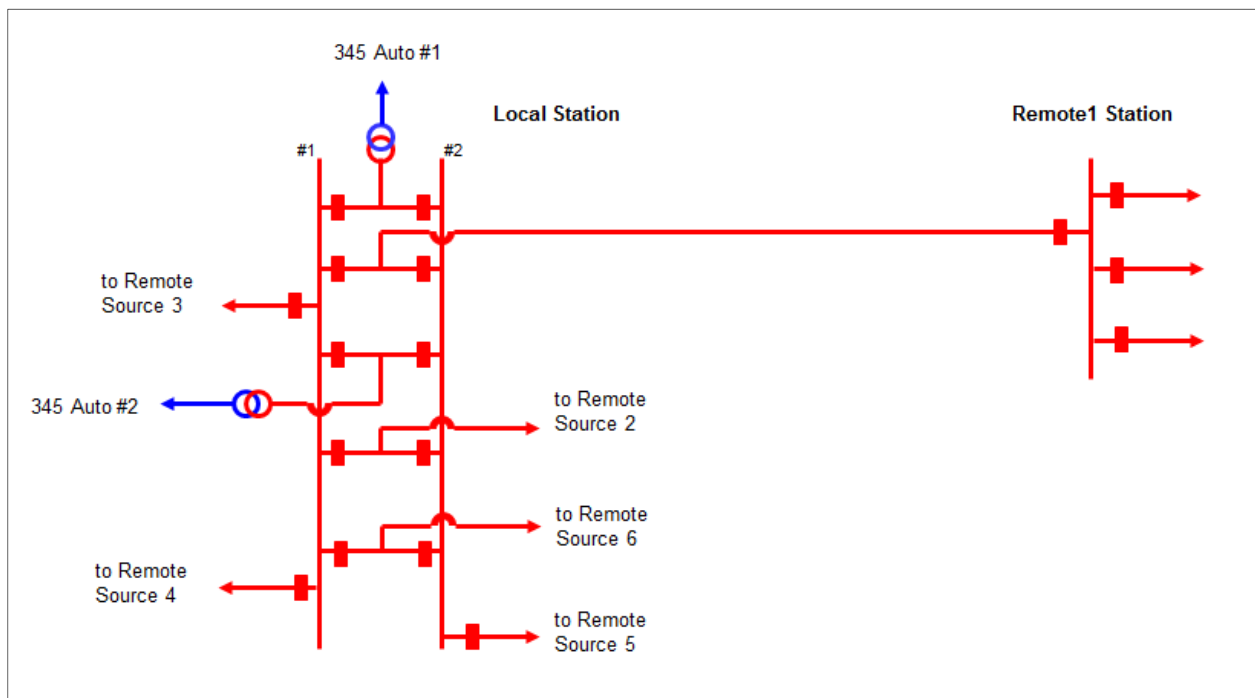 345 Auto #1
Local Station
Remote1 Station
#1
#2
to Remote
Source 3
345 Auto #2
to Remote
Source 2
to Remote
Source 6
to Remote
Source 4
to Remote
Source 5